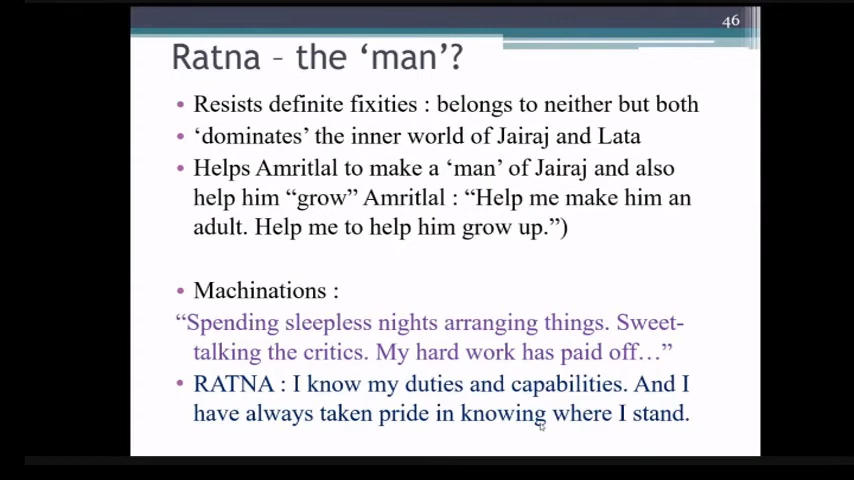 46
Ratna – the ‘man’?
• Resists definite fixities : belongs to neither but both
• ‘dominates’ the inner world of Jairaj and Lata
• Helps Amritlal to make a ‘man’ of Jairaj and also
help him “grow” Amritlal : “Help me make him an
adult. Help me to help him grow up.”)
• Machinations :
“Spending sleepless nights arranging things. Sweet-
talking the critics. My hard work has paid off…”
• RATNA : I know my duties and capabilities. And I
have always taken pride in knowing where I stand.